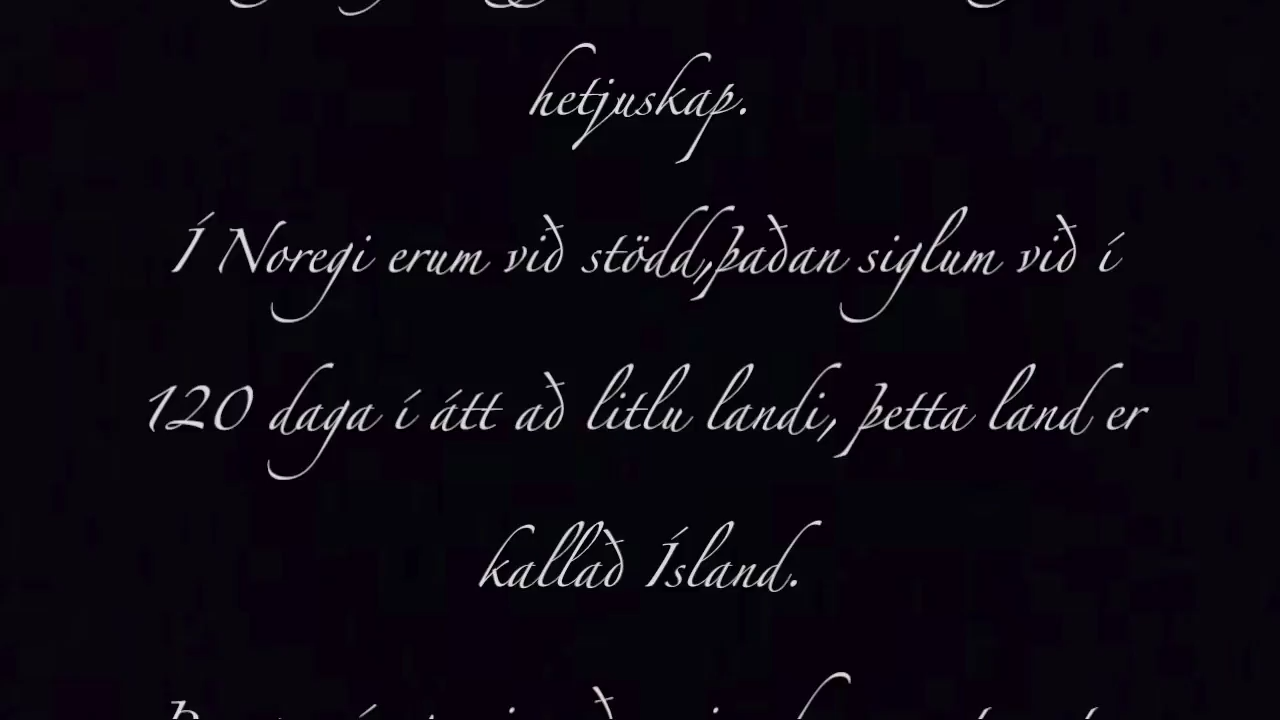 hetjuskap.
Í Noregi erum við stödd,þaðan siglum við í
120 daga í átt að litlu landi, þetta land er
kallað Ísland.